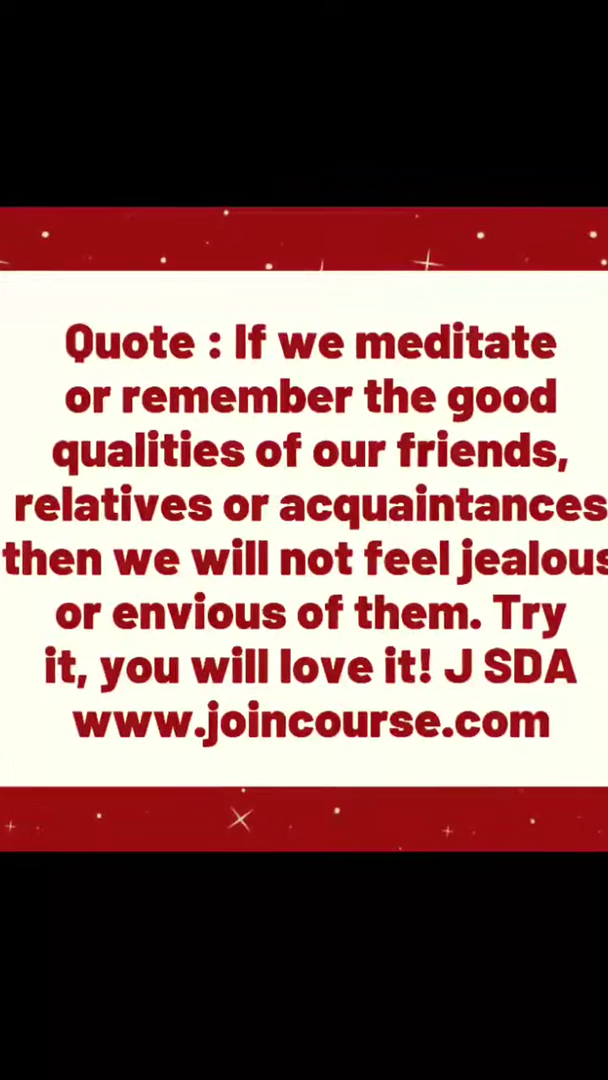 Quote : If we meditate
or remember the good
qualities of our friends,
relatives or acquaintances
then we will not feel jealous
or envious of them. Try
it, you will love it! J SDA
www.joincourse.com